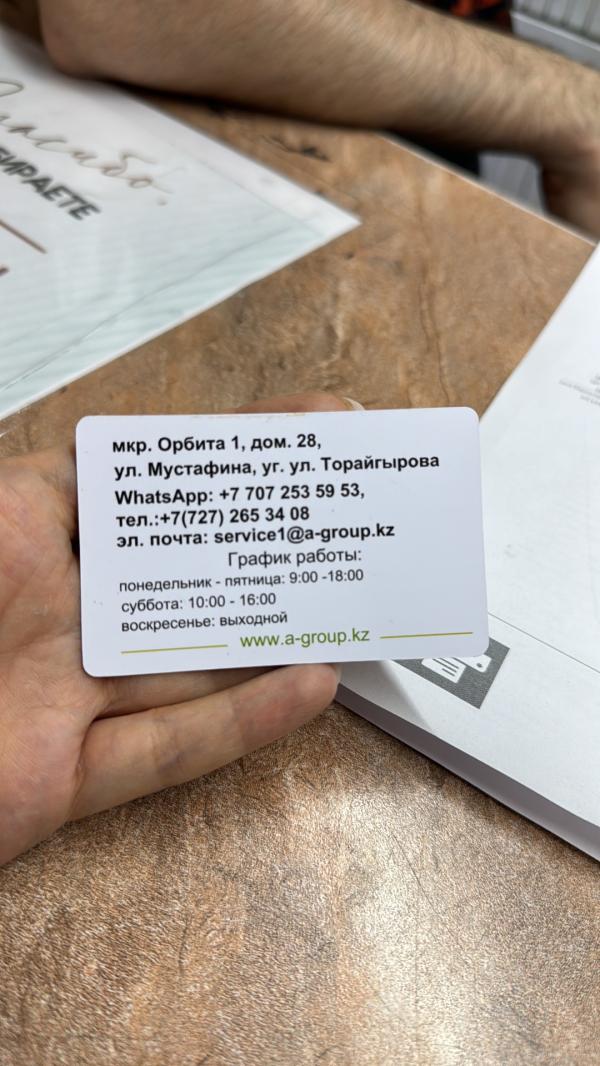 Спасибо,
БИРАЕТЕ
мкр. Орбита 1, дом. 28,
ул. Мустафина, уг. ул. Торайгырова
WhatsApp: +7 707 253 59 53,
тел.:+7(727) 265 34 08
эл. почта: service1@a-group.kz
График работы:
понедельник - пятница: 9:00 -18:00
суббота: 10:00 - 16:00
воскресенье: выходной
www.a-group.kz